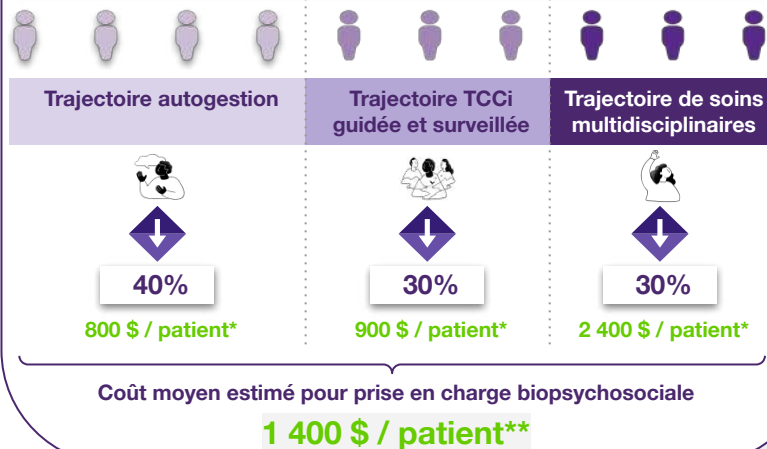 Trajectoire autogestion
Trajectoire TCCi
guidée et surveillée
Trajectoire de soins
multidisciplinaires
40%
30%
30%
800 $ / patient*
900 $ / patient*
2 400 $ / patient*
Coût moyen estimé pour prise en charge biopsychosociale
1 400 $ / patient**